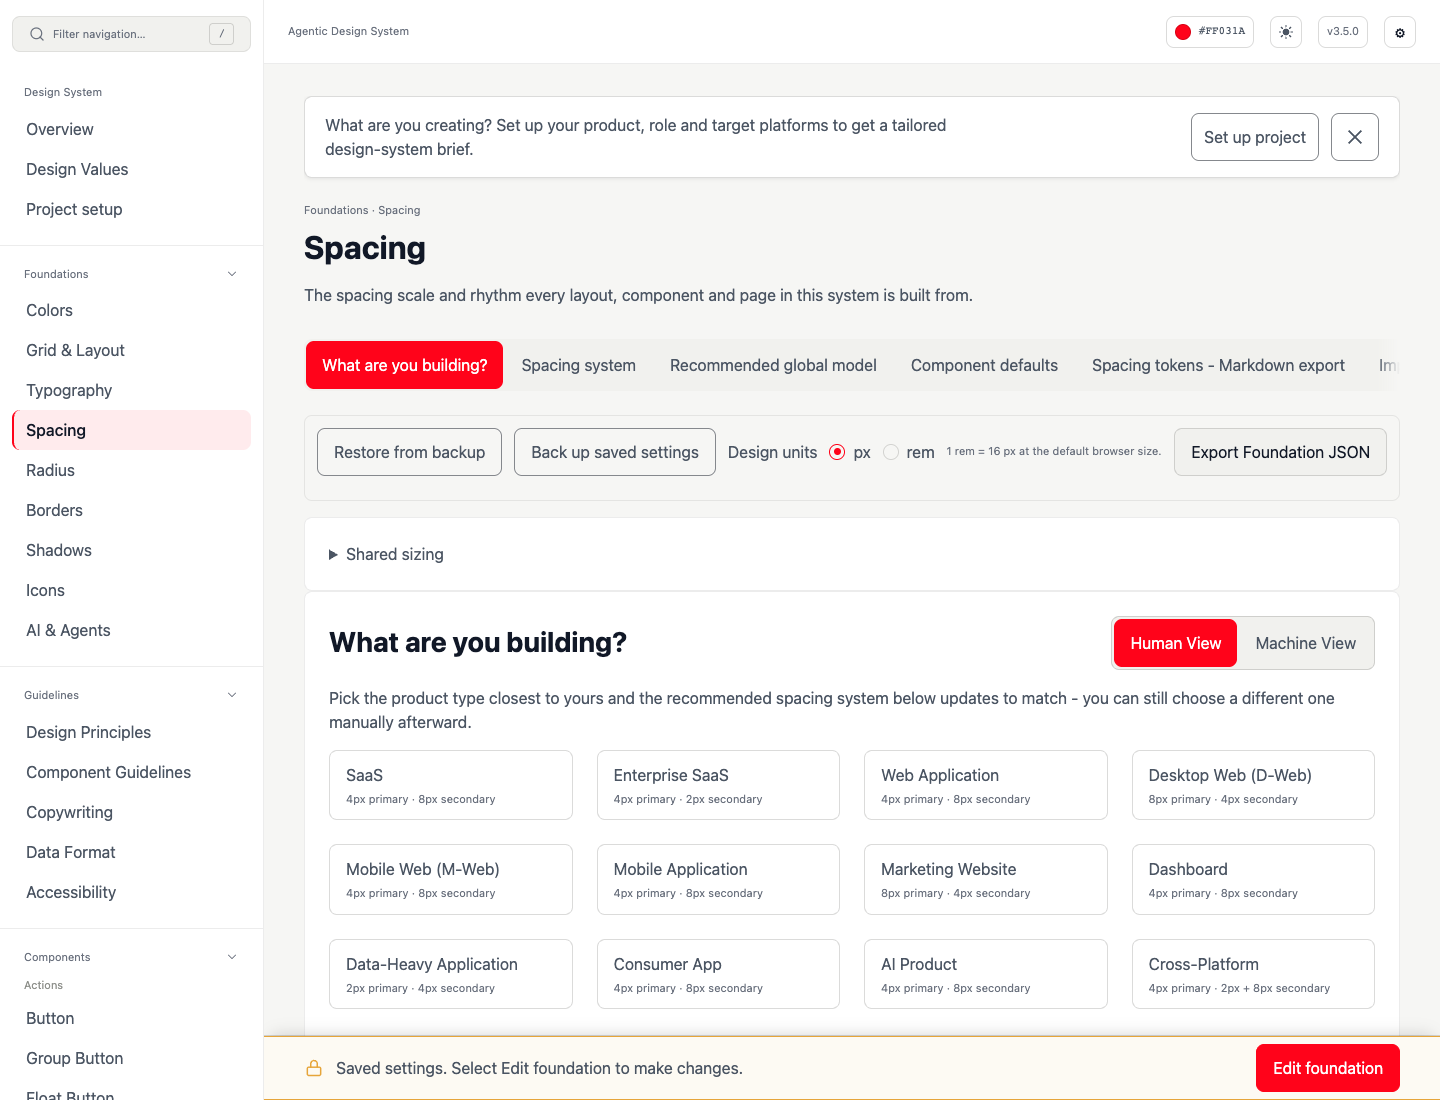 Filter navigation...
/
Agentic Design System
#FF031A
v3.5.0
Design System
Overview
Design Values
Project setup
Foundations
Colors
Grid & Layout
Typography
Spacing
Radius
Borders
Shadows
Icons
AI & Agents
Guidelines
Design Principles
Component Guidelines
Copywriting
Data Format
Accessibility
Components
Actions
Button
Group Button
Float Button
What are you creating? Set up your product, role and target platforms to get a tailored
design-system brief.
Set up project
Foundations · Spacing
Spacing
The spacing scale and rhythm every layout, component and page in this system is built from.
What are you building?
Spacing system
Recommended global model
Component defaults
Spacing tokens - Markdown export
Restore from backup
Back up saved settings
Design units
px
rem
1 rem = 16 px at the default browser size.
Export Foundation JSON
Shared sizing
What are you building?
Human View
Machine View
Pick the product type closest to yours and the recommended spacing system below updates to match - you can still choose a different one
manually afterward.
SaaS
4px primary · 8px secondary
Enterprise SaaS
4px primary · 2px secondary
Web Application
4px primary · 8px secondary
Desktop Web (D-Web)
8px primary · 4px secondary
Mobile Web (M-Web)
4px primary · 8px secondary
Mobile Application
4px primary · 8px secondary
Marketing Website
8px primary · 4px secondary
Dashboard
4px primary · 8px secondary
Data-Heavy Application
2px primary · 4px secondary
Consumer App
4px primary · 8px secondary
AI Product
4px primary · 8px secondary
Cross-Platform
4px primary · 2px + 8px secondary
Saved settings. Select Edit foundation to make changes.
Edit foundation